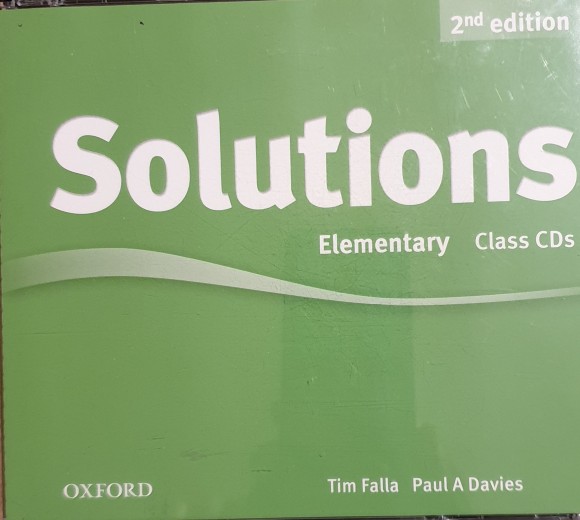 2nd edition
Solutions
Elementary Class CDs
OXFORD
Tim Falla Paul A Davies